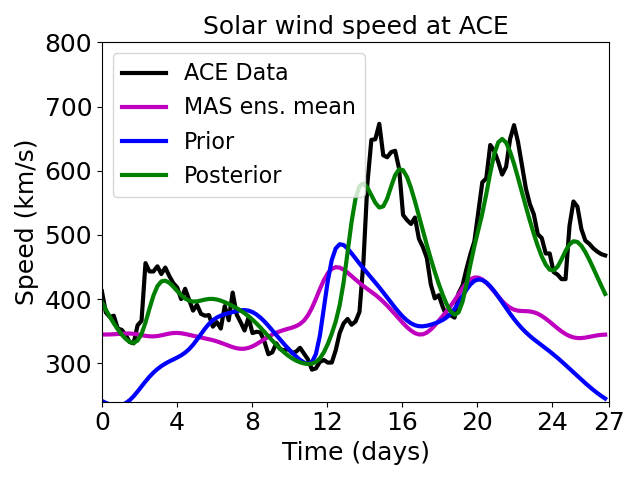 Solar wind speed at ACE
800
700
600
500
400
300
Speed (km/s)
ACE Data
MAS ens. mean
Prior
Posterior
0 4 8 12 16 20 24 27
Time (days)